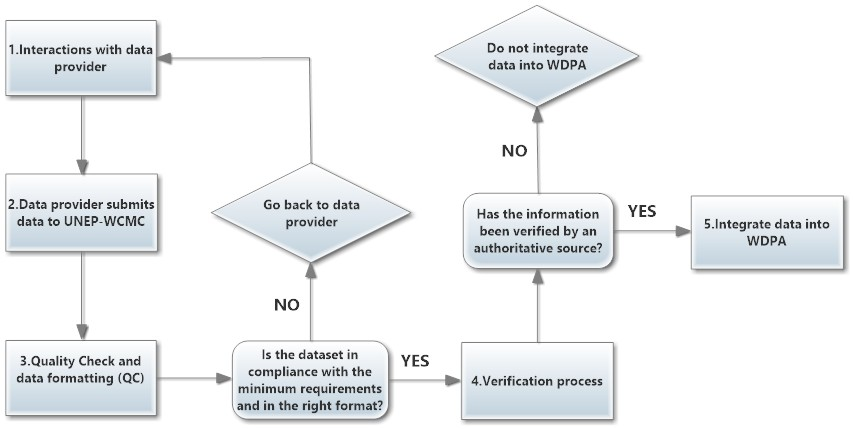 1.Interactions with data
provider
2.Data provider submits
data to UNEP-WCMC
3.Quality Check and
data formatting (QC)
Is the dataset in
compliance with the
minimum requirements
and in the right format?
NO
Go back to data
provider
YES
4.Verification process
Has the information
been verified by an
authoritative source?
NO
Do not integrate
data into WDPA
YES
5.Integrate data into
WDPA